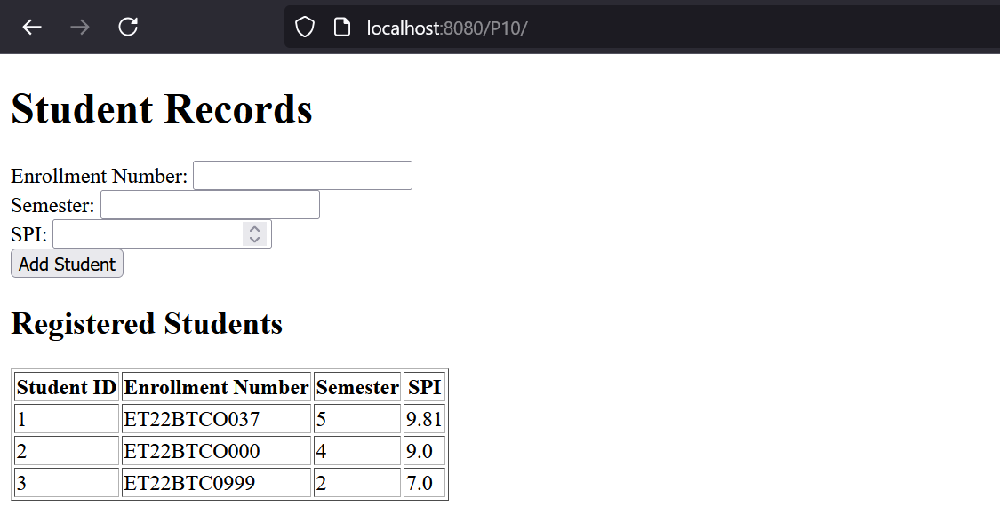 localhost:8080/P10/
Student Records
Enrollment Number:
Semester:
SPI:
Add Student
Registered Students
Student ID Enrollment Number Semester SPI
1 ET22BTCO037 5 9.81
2 ET22BTCO000 4 9.0
3 ET22BTC0999 2 7.0